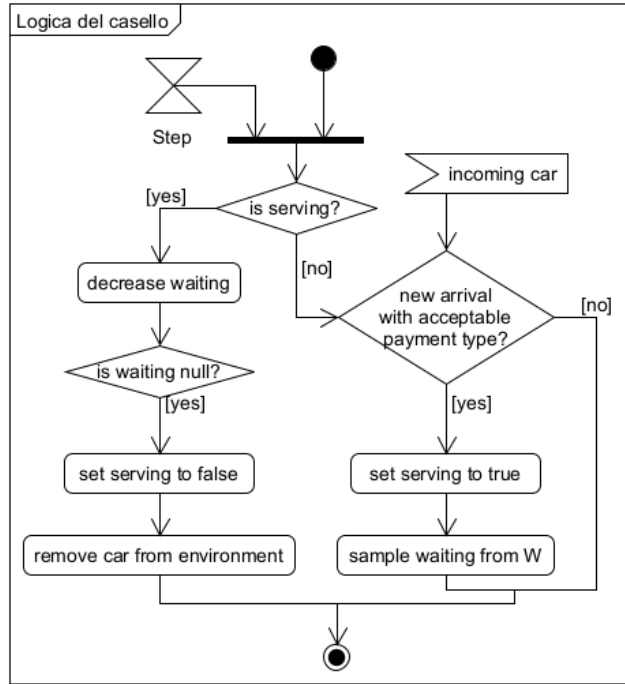 Logica del casello
Step
incoming car
[yes]
is serving?
[no]
decrease waiting
new arrival
with acceptable
payment type?
[no]
is waiting null?
[yes]
[yes]
set serving to false
set serving to true
remove car from environment
sample waiting from W